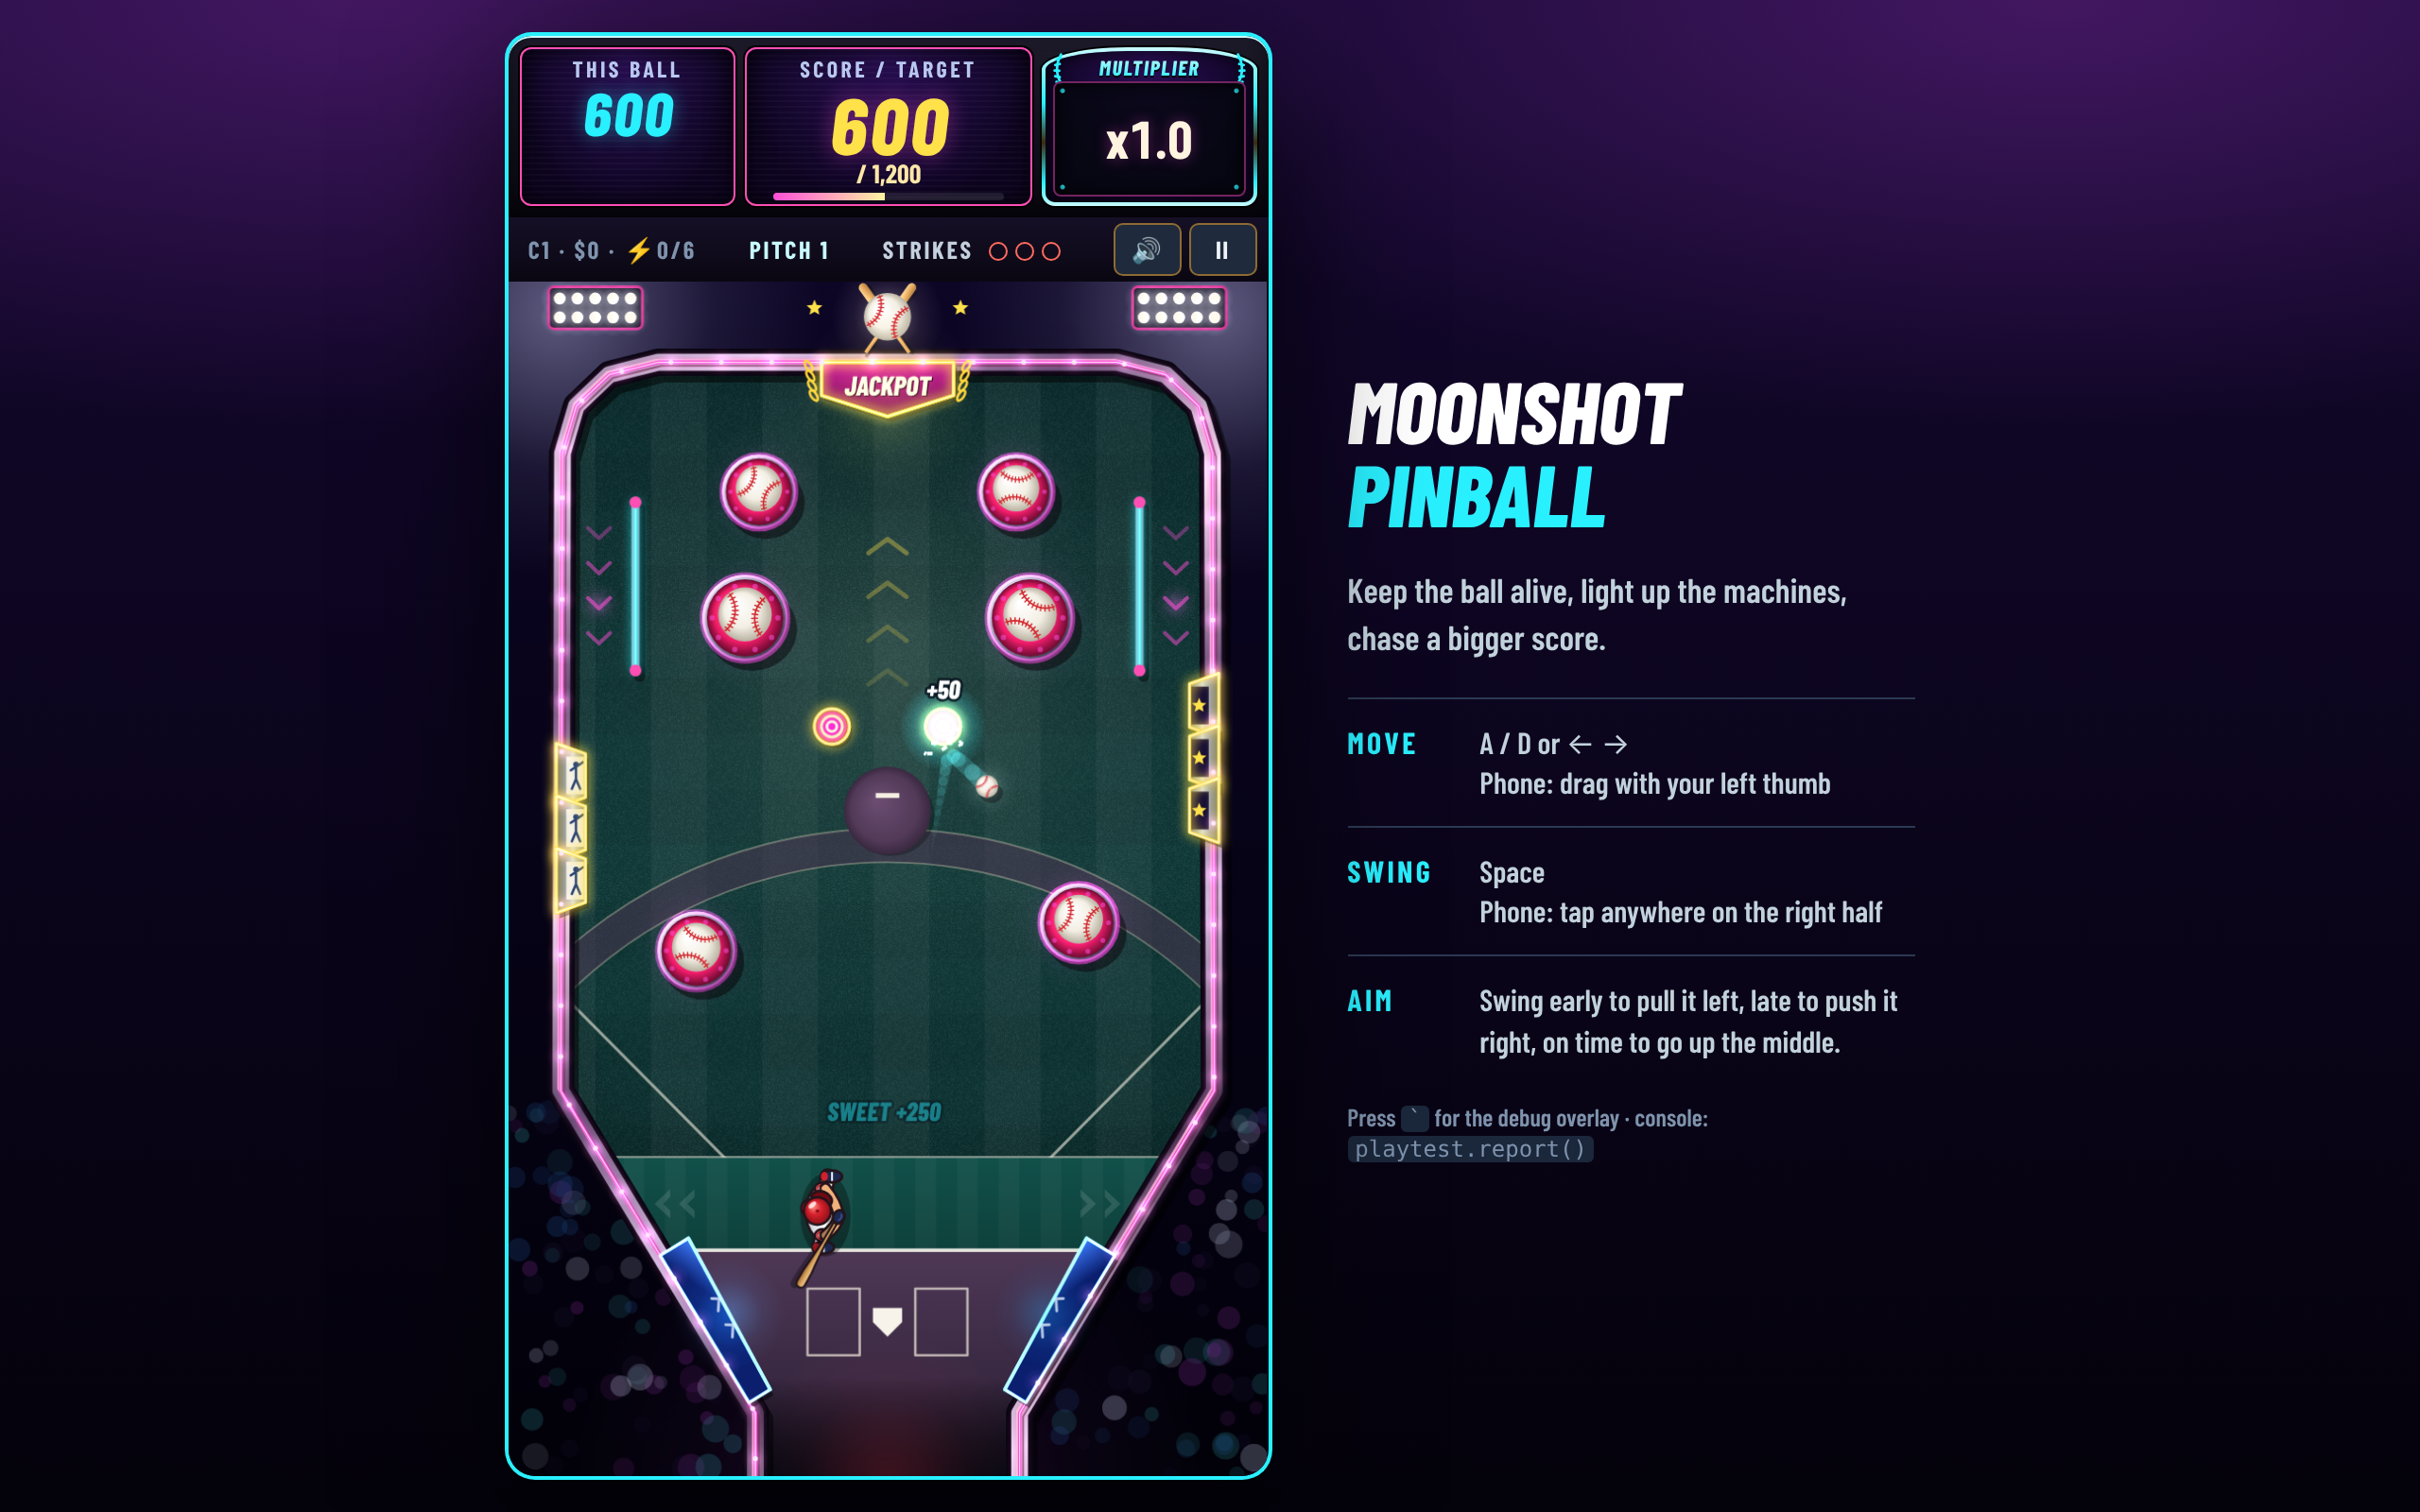 THIS BALL
600
SCORE / TARGET
600
/ 1,200
MULTIPLIER
x1.0
C1 · $0 · ⚡0/6
PITCH 1
STRIKES
JACKPOT
+50
SWEET +250
MOONSHOT
PINBALL
Keep the ball alive, light up the machines,
chase a bigger score.
MOVE
A / D or ← →
Phone: drag with your left thumb
SWING
Space
Phone: tap anywhere on the right half
AIM
Swing early to pull it left, late to push it
right, on time to go up the middle.
Press ` for the debug overlay · console:
playtest.report()